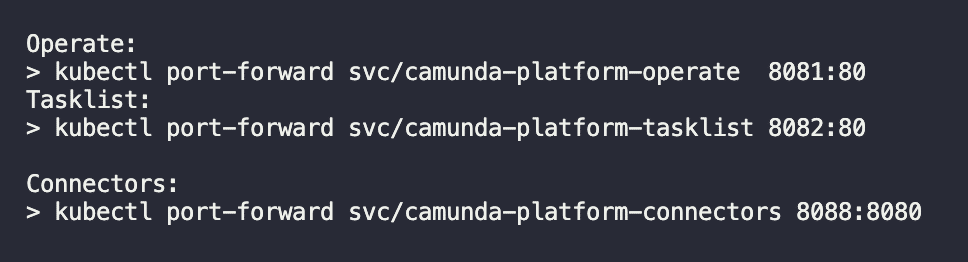 Operate:
> kubectl port-forward svc/camunda-platform-operate  8081:80
Tasklist:
> kubectl port-forward svc/camunda-platform-tasklist 8082:80
Connectors:
> kubectl port-forward svc/camunda-platform-connectors 8088:8080